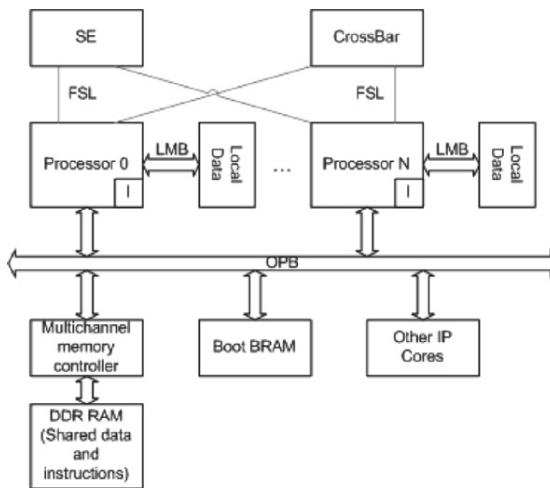 SE
CrossBar
FSL
FSL
Processor 0
I
LMB
Local
Data
...
Processor N
I
LMB
Local
Data
OPB
Multichannel
memory
controller
Boot BRAM
Other IP
Cores
DDR RAM
(Shared data
and
instructions)